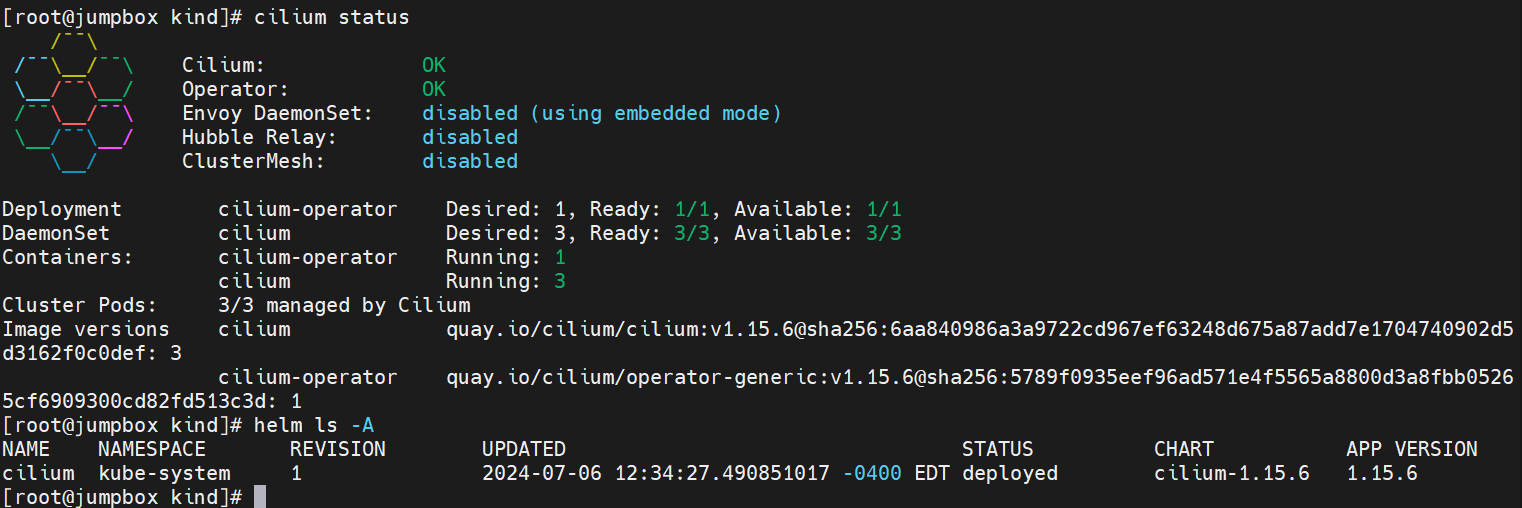 [root@jumpbox kind]# cilium status
    /¯¯\
 /¯¯\__/¯¯\    Cilium:             OK
 \__/¯¯\__/    Operator:           OK
 /¯¯\__/¯¯\    Envoy DaemonSet:    disabled (using embedded mode)
 \__/¯¯\__/    Hubble Relay:       disabled
    \__/       ClusterMesh:        disabled

Deployment        cilium-operator    Desired: 1, Ready: 1/1, Available: 1/1
DaemonSet         cilium             Desired: 3, Ready: 3/3, Available: 3/3
Containers:       cilium-operator    Running: 1
                  cilium             Running: 3
Cluster Pods:     3/3 managed by Cilium
Image versions    cilium             quay.io/cilium/cilium:v1.15.6@sha256:6aa840986a3a9722cd967ef63248d675a87add7e1704740902d5
d3162f0c0def: 3
                  cilium-operator    quay.io/cilium/operator-generic:v1.15.6@sha256:5789f0935eef96ad571e4f5565a8800d3a8fbb0526
5cf6909300cd82fd513c3d: 1
[root@jumpbox kind]# helm ls -A
NAME    NAMESPACE       REVISION        UPDATED                                 STATUS          CHART           APP VERSION
cilium  kube-system     1               2024-07-06 12:34:27.490851017 -0400 EDT deployed        cilium-1.15.6   1.15.6
[root@jumpbox kind]#